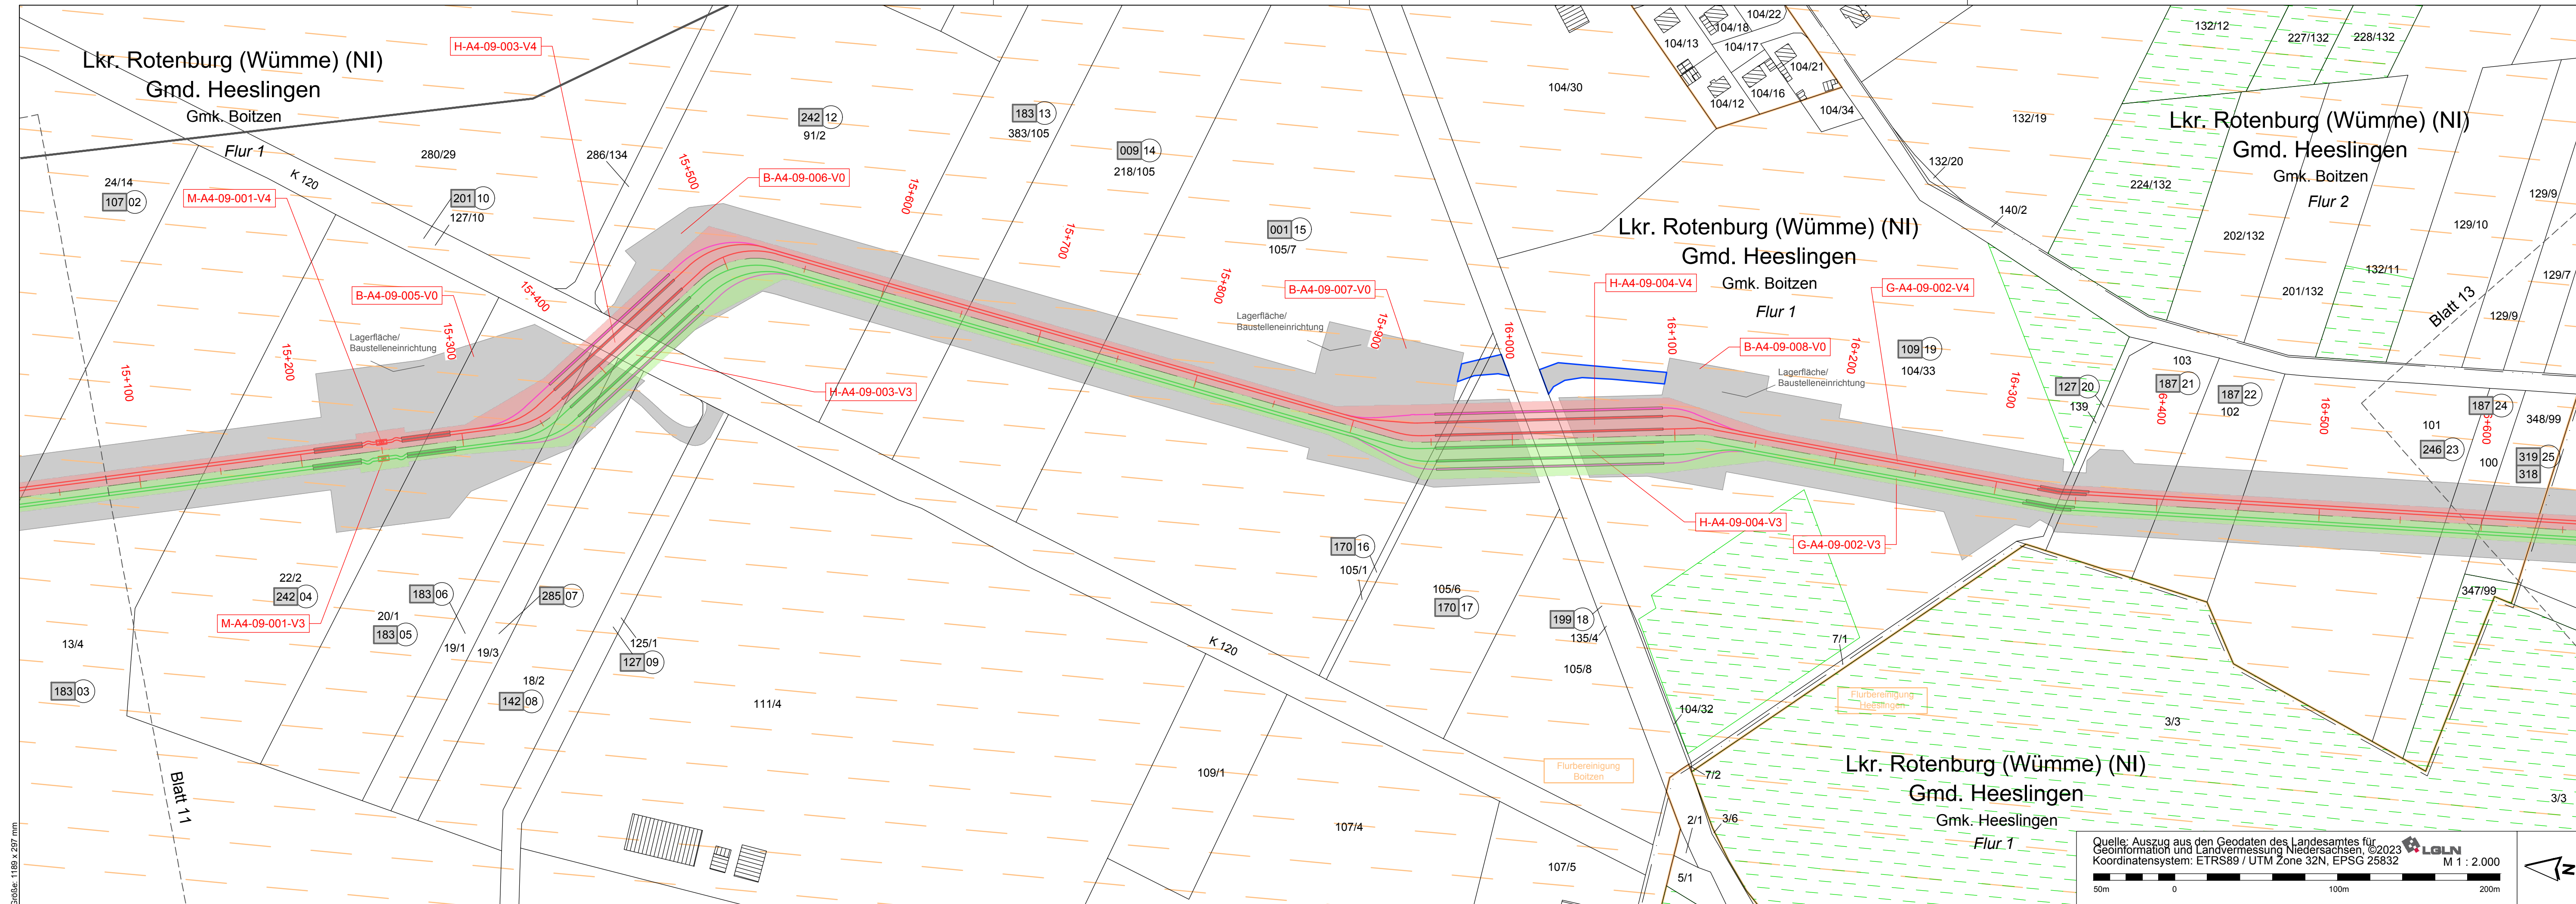 Lkr. Rotenburg (Wümme) (NI)
Gmd. Heeslingen
Gmk. Boitzen
Flur 1
H-A4-09-003-V4
280/29
286/134
K 120
24/14
107 02
M-A4-09-001-V4
201 10
127/10
B-A4-09-005-V0
Lagerfläche/
Baustelleneinrichtung
15+100
15+200
15+300
15+400
15+500
B-A4-09-006-V0
242 12
91/2
183 13
383/105
009 14
218/105
15+600
15+700
15+800
001 15
105/7
B-A4-09-007-V0
Lagerfläche/
Baustelleneinrichtung
15+900
16+000
H-A4-09-003-V3
104/30
104/13
104/18
104/22
104/17
104/21
104/16
104/12
104/34
Lkr. Rotenburg (Wümme) (NI)
Gmd. Heeslingen
Gmk. Boitzen
Flur 1
H-A4-09-004-V4
G-A4-09-002-V4
16+100
B-A4-09-008-V0
Lagerfläche/
Baustelleneinrichtung
16+200
109 19
104/33
16+300
132/12
227/132
228/132
132/19
132/20
140/2
224/132
Lkr. Rotenburg (Wümme) (NI)
Gmd. Heeslingen
Gmk. Boitzen
Flur 2
202/132
201/132
132/11
129/9
129/10
129/7
129/9
Blatt 13
127 20
139
103
187 21
16+400
187 22
102
16+500
101
246 23
187 24
16+600
100
348/99
319 25
318
347/99
H-A4-09-004-V3
G-A4-09-002-V3
22/2
242 04
M-A4-09-001-V3
13/4
183 03
20/1
183 05
183 06
19/1
19/3
285 07
18/2
142 08
125/1
127 09
111/4
Blatt 11
K 120
109/1
107/4
107/5
170 16
105/1
105/6
170 17
199 18
135/4
105/8
104/32
7/1
7/2
2/1
3/6
5/1
Flurbereinigung
Boitzen
Flurbereinigung
Heeslingen
3/3
3/3
Lkr. Rotenburg (Wümme) (NI)
Gmd. Heeslingen
Gmk. Heeslingen
Flur 1
Quelle: Auszug aus den Geodaten des Landesamtes für
Geoinformation und Landvermessung Niedersachsen, ©2023
LGLN
Koordinatensystem: ETRS89 / UTM Zone 32N, EPSG 25832
M 1 : 2.000
50m 0 100m 200m
N
Größe: 1189 x 297 mm